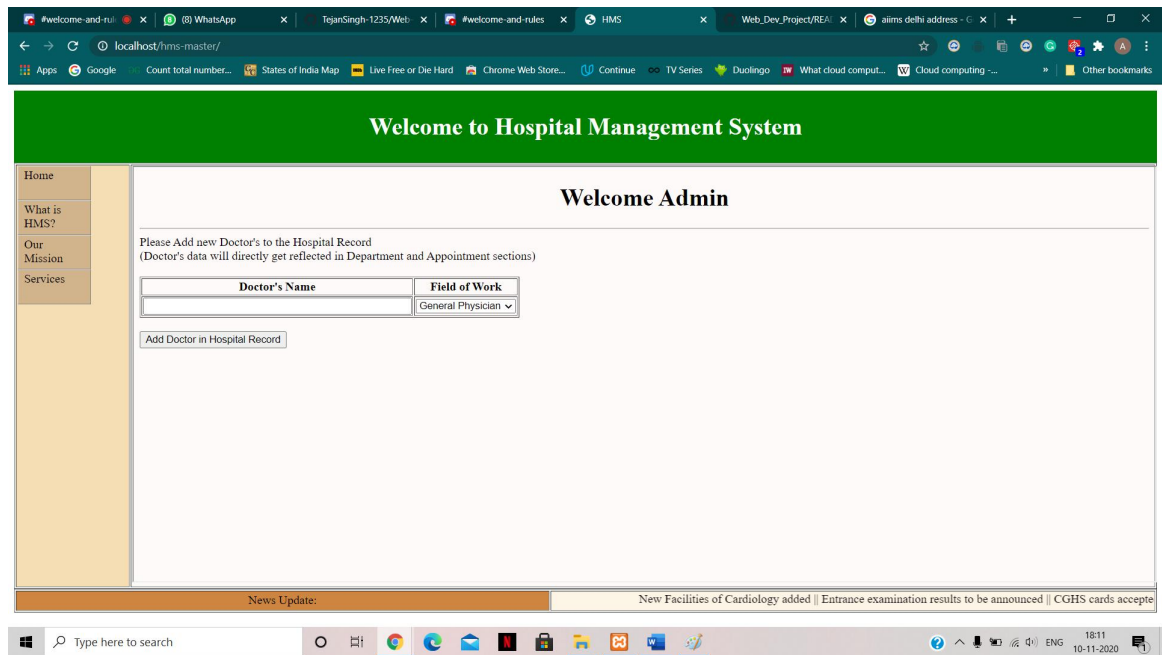 #welcome-and-rul
(8) WhatsApp
TejanSingh-1235/Web
#welcome-and-rules
HMS
Web_Dev_Project/REA
aiims delhi address - G
localhost/hms-master/
Apps
Google
Count total number...
States of India Map
Live Free or Die Hard
Chrome Web Store...
Continue
TV Series
Duolingo
What cloud comput...
Cloud computing -...
»
Other bookmarks
Welcome to Hospital Management System
Home
What is
HMS?
Our
Mission
Services
Welcome Admin
Please Add new Doctor's to the Hospital Record
(Doctor's data will directly get reflected in Department and Appointment sections)
Doctor's Name
Field of Work
General Physician
Add Doctor in Hospital Record
News Update:
New Facilities of Cardiology added || Entrance examination results to be announced || CGHS cards accepte
Type here to search
ENG
18:11
10-11-2020